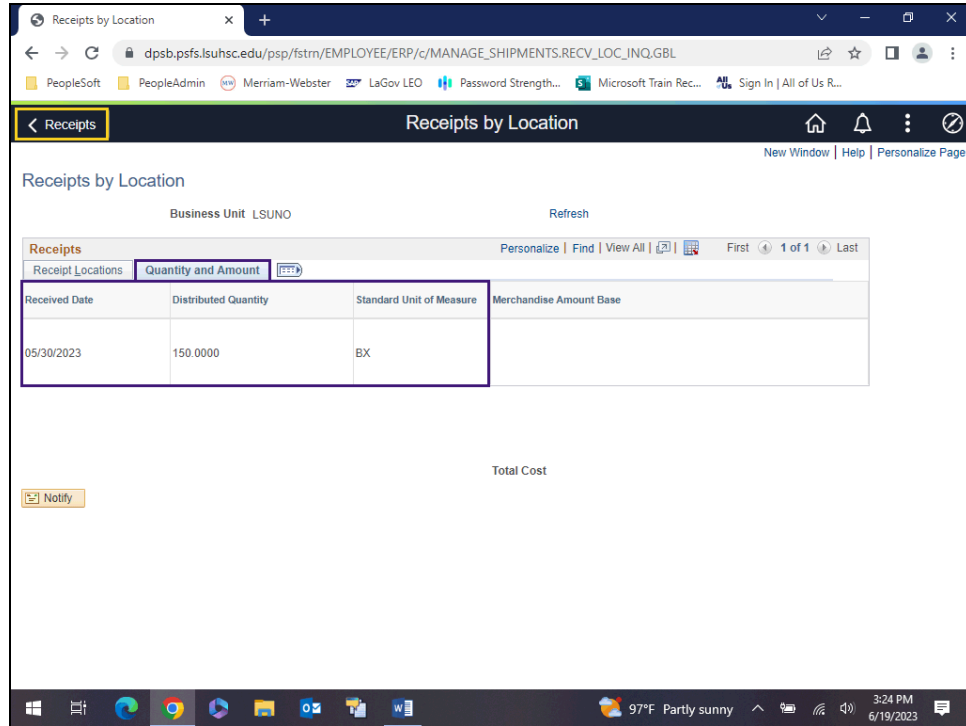 Receipts by Location
dpsb.psfs.lsuhsc.edu/psp/fstrn/EMPLOYEE/ERP/c/MANAGE_SHIPMENTS.RECV_LOC_INQ.GBL
PeopleSoft PeopleAdmin MW Merriam-Webster SAP LaGov LEO Password Strength... S Microsoft Train Rec... All Us Sign In | All of Us R...
Receipts Receipts by Location
New Window | Help | Personalize Page
Receipts by Location
Business Unit LSUNO Refresh
Receipts Personalize | Find | View All | First 1 of 1 Last
Receipt Locations Quantity and Amount
Received Date Distributed Quantity Standard Unit of Measure Merchandise Amount Base
05/30/2023 150.0000 BX
Total Cost
Notify
97°F Partly sunny 3:24 PM
6/19/2023